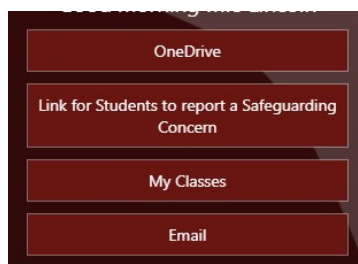 OneDrive
Link for Students to report a Safeguarding
Concern
My Classes
Email